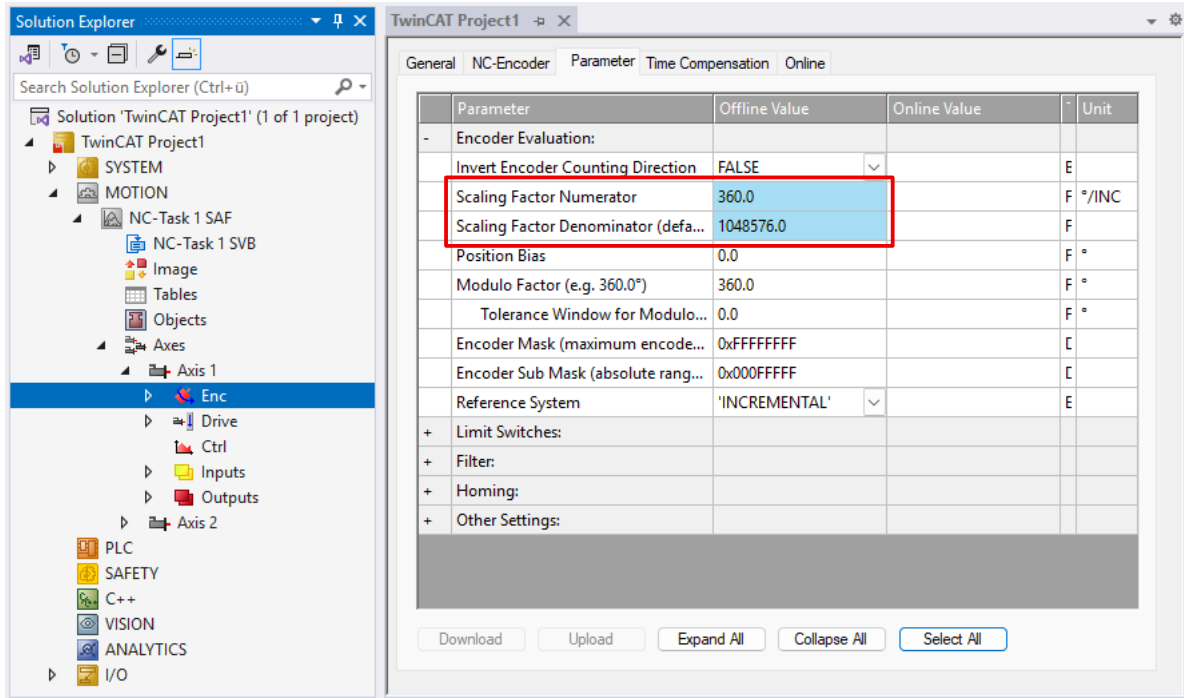 Solution Explorer
Search Solution Explorer (Ctrl+ü)
Solution 'TwinCAT Project1' (1 of 1 project)
TwinCAT Project1
SYSTEM
MOTION
NC-Task 1 SAF
NC-Task 1 SVB
Image
Tables
Objects
Axes
Axis 1
Enc
Drive
Ctrl
Inputs
Outputs
Axis 2
PLC
SAFETY
C++
VISION
ANALYTICS
I/O
TwinCAT Project1
General NC-Encoder Parameter Time Compensation Online
Parameter Offline Value Online Value Unit
- Encoder Evaluation:
Invert Encoder Counting Direction FALSE E
Scaling Factor Numerator 360.0 F °/INC
Scaling Factor Denominator (defa... 1048576.0 F
Position Bias 0.0 F °
Modulo Factor (e.g. 360.0°) 360.0 F °
Tolerance Window for Modulo... 0.0 F °
Encoder Mask (maximum encode... 0xFFFFFFFF
Encoder Sub Mask (absolute rang... 0x000FFFFF
Reference System 'INCREMENTAL' E
+ Limit Switches:
+ Filter:
+ Homing:
+ Other Settings:
Download Upload Expand All Collapse All Select All